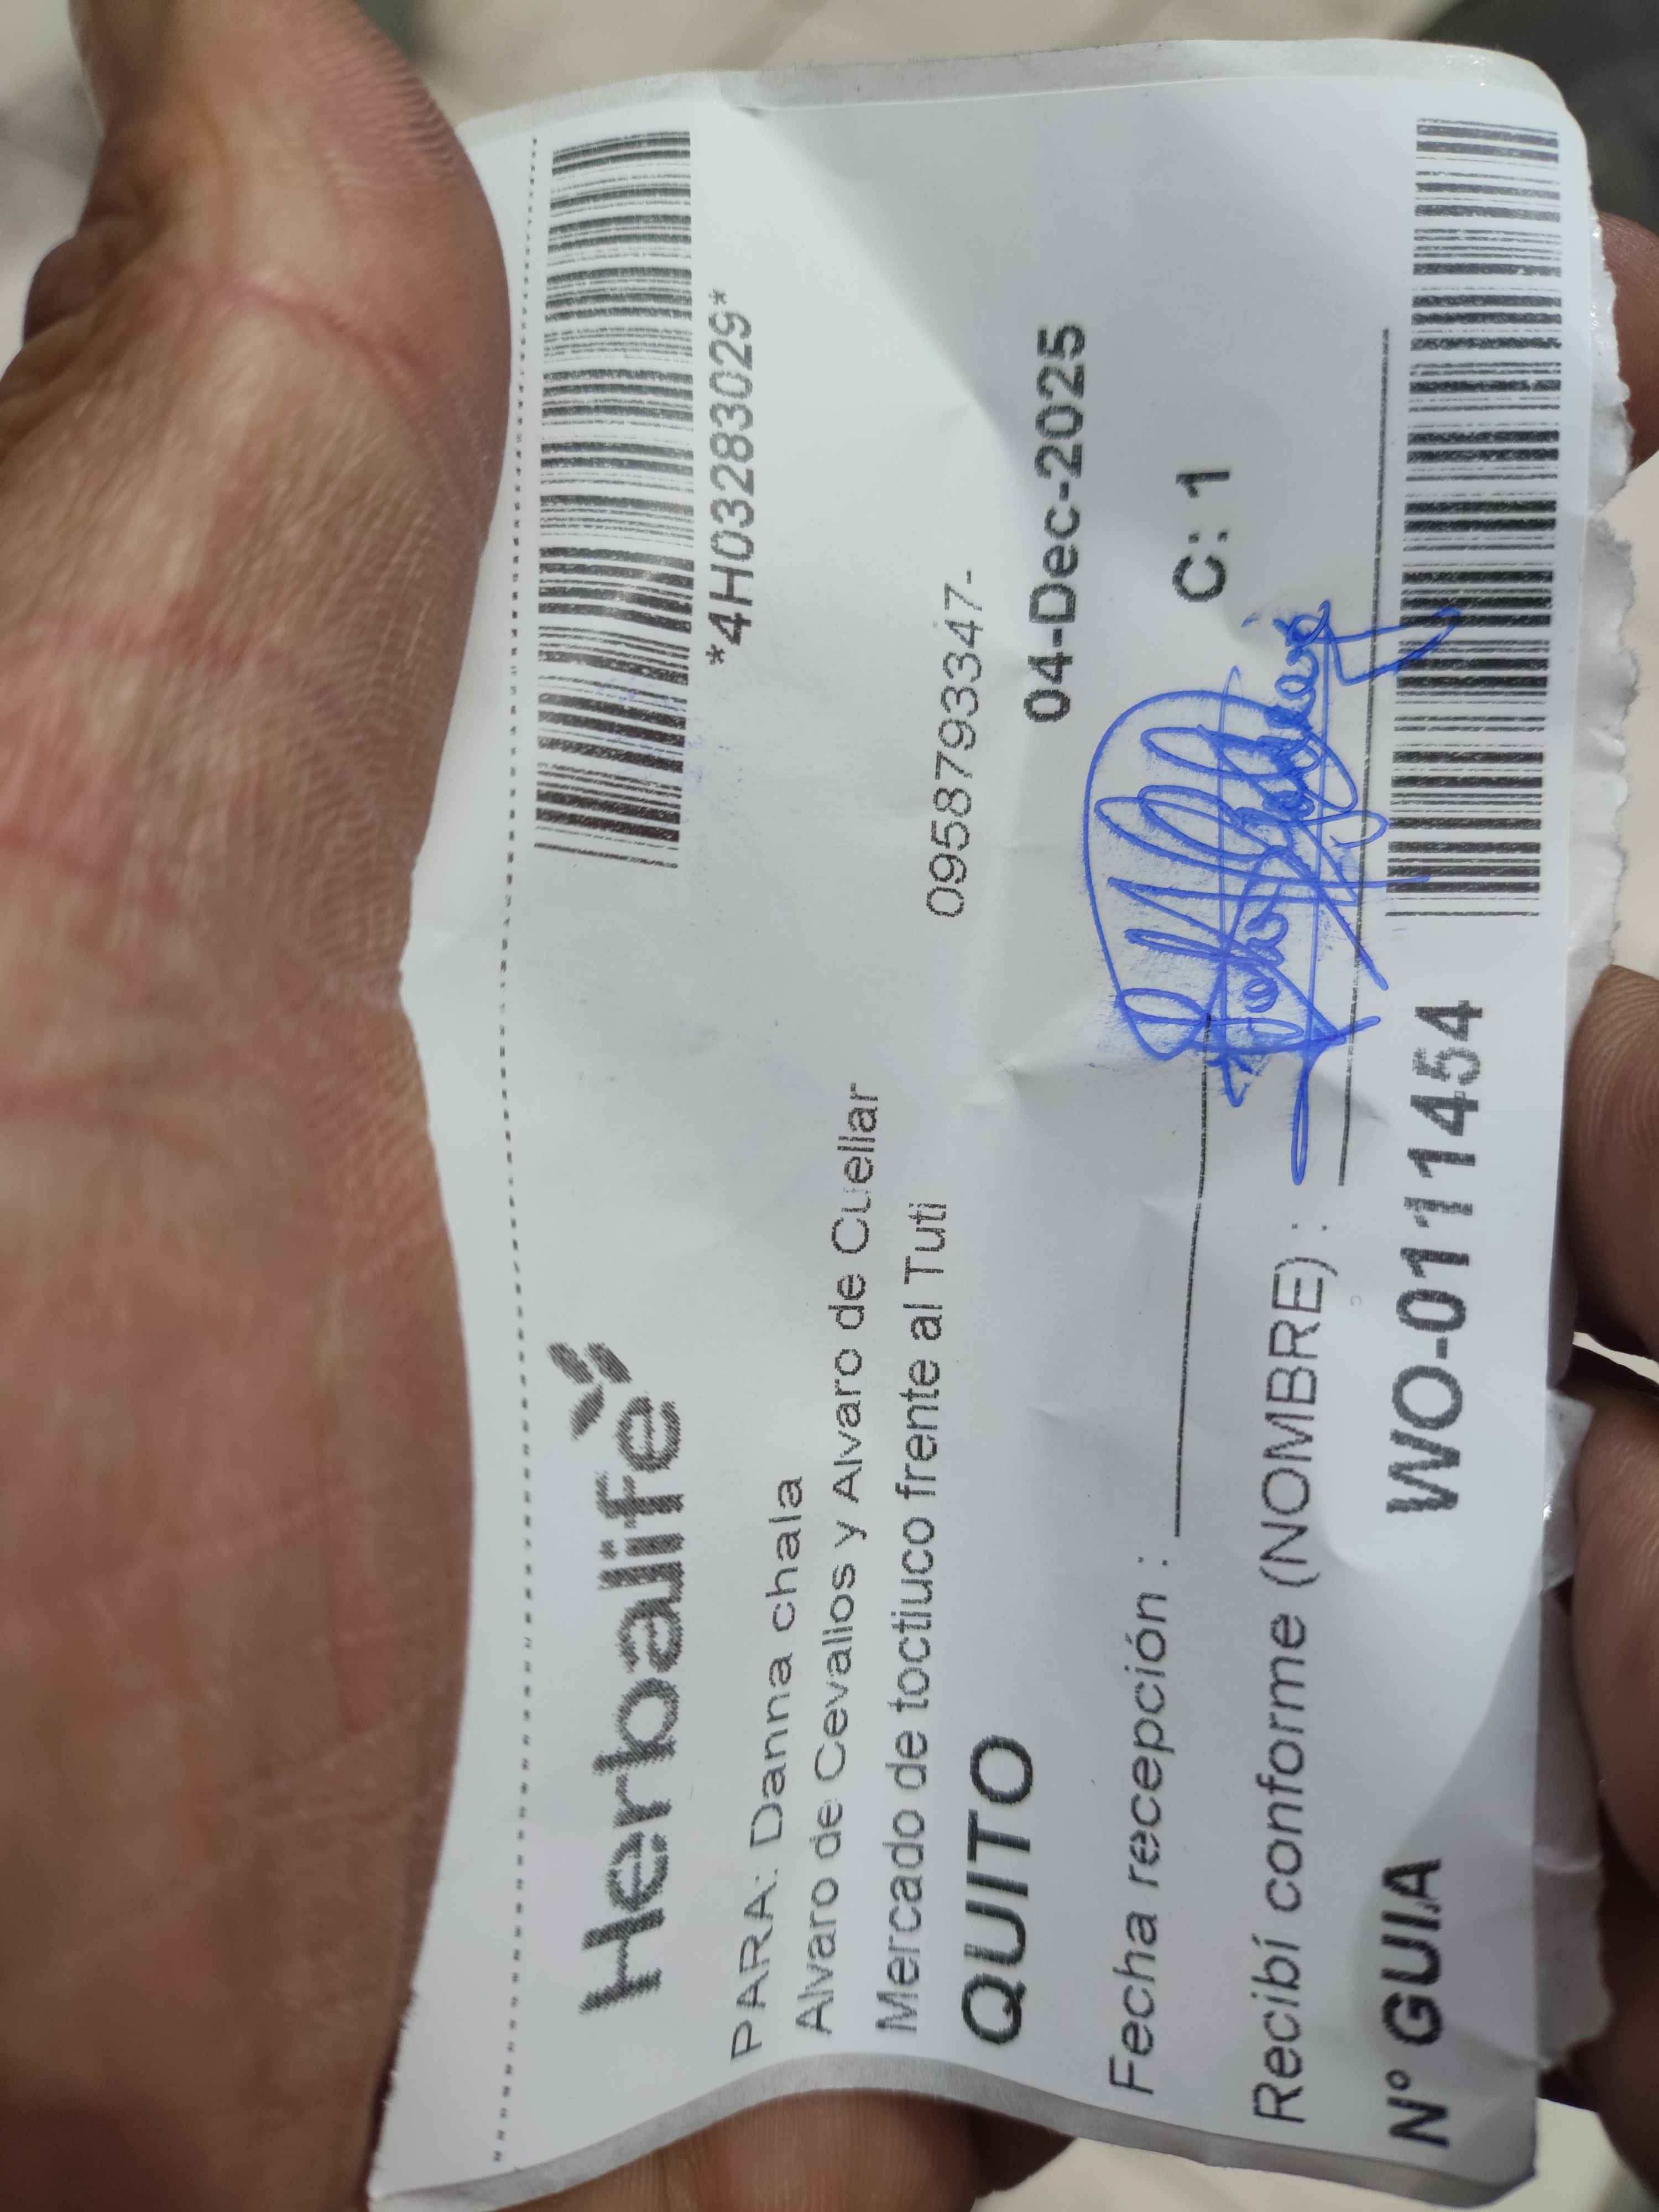 Herbalife
*4H03283029*
PARA: Danna chala
Alvaro de Cevallos y Alvaro de Cuellar
Mercado de toctiuco frente al Tuti
0958793347-
QUITO
04-Dec-2025
Fecha recepción :
C: 1
Recibí conforme (NOMBRE) :
N° GUIA WO-0111454